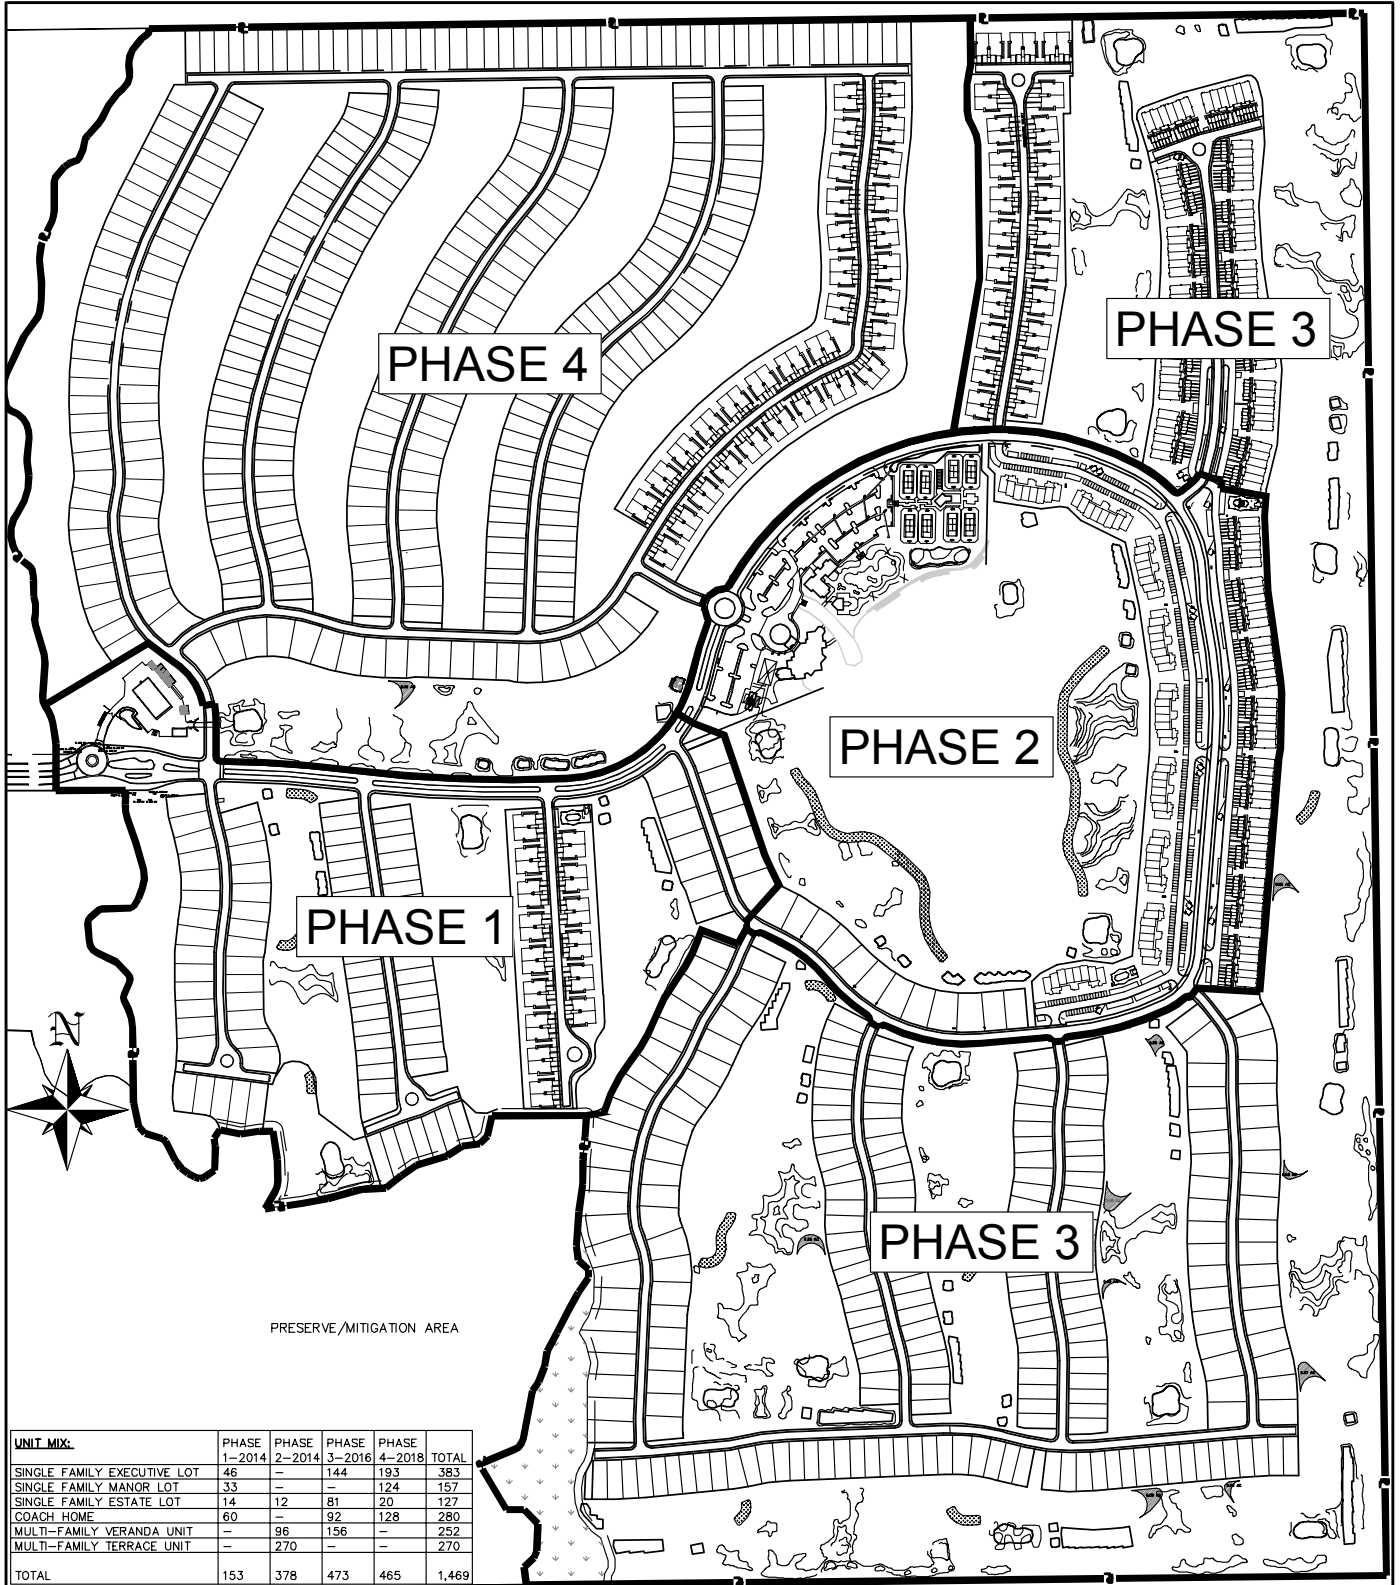 PHASE 3
PHASE 4
PHASE 2
PHASE 1
N
PHASE 3
PRESERVE/MITIGATION AREA
UNIT MIX: PHASE 1-2014 PHASE 2-2014 PHASE 3-2016 PHASE 4-2018 TOTAL
SINGLE FAMILY EXECUTIVE LOT 46 – 144 193 383
SINGLE FAMILY MANOR LOT 33 – – 124 157
SINGLE FAMILY ESTATE LOT 14 12 81 20 127
COACH HOME 60 – 92 128 280
MULTI-FAMILY VERANDA UNIT – 96 156 – 252
MULTI-FAMILY TERRACE UNIT – 270 – – 270
TOTAL 153 378 473 465 1,469